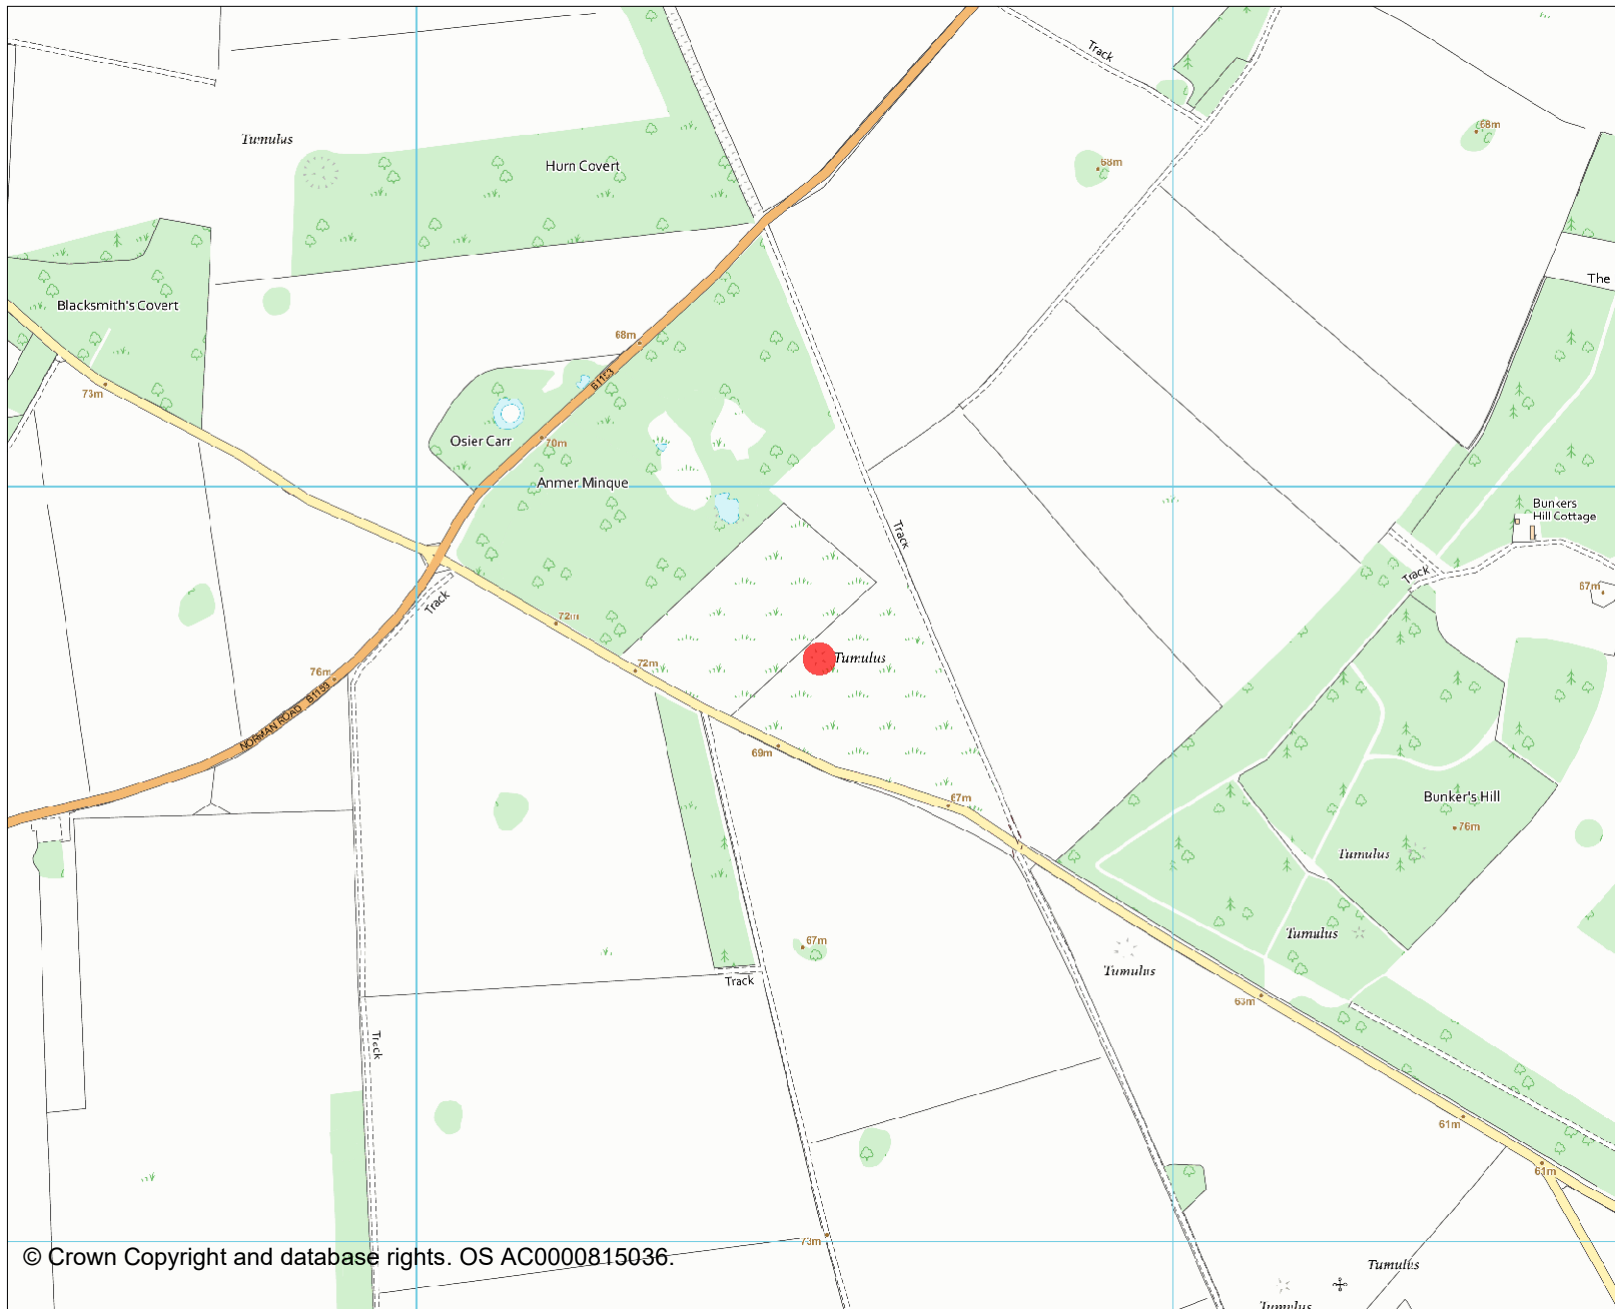 Track
Tumulus
68m
Hurn Covert
68m
The
Blacksmith's Covert
68m
B1153
73m
Osier Carr
70m
Anmer Minque
Bunkers
Hill Cottage
Track
Track
67m
Track
72m
Tumulus
72m
76m
NORMAN ROAD B1153
69m
67m
Bunker's Hill
76m
Tumulus
Tumulus
67m
Tumulus
Track
63m
Track
61m
61m
73m
© Crown Copyright and database rights. OS AC0000815036.
Tumulus
Tumulus